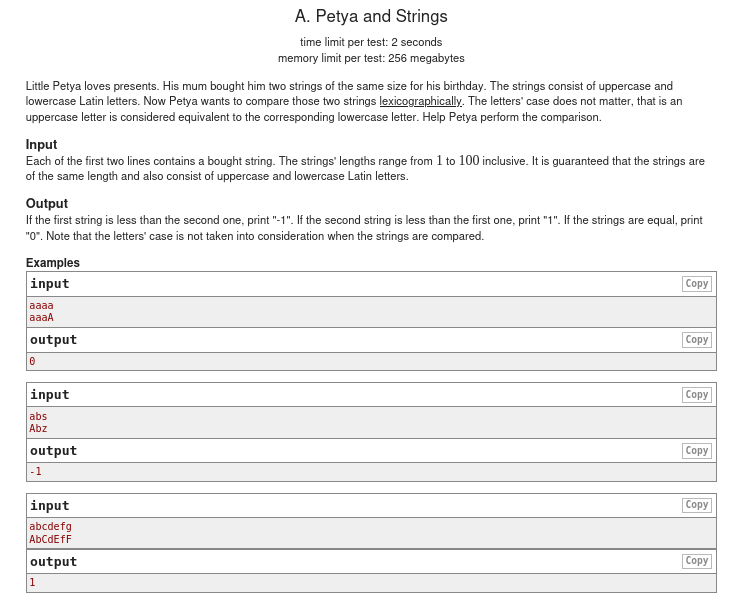 A. Petya and Strings
time limit per test: 2 seconds
memory limit per test: 256 megabytes
Little Petya loves presents. His mum bought him two strings of the same size for his birthday. The strings consist of uppercase and
lowercase Latin letters. Now Petya wants to compare those two strings lexicographically. The letters' case does not matter, that is an
uppercase letter is considered equivalent to the corresponding lowercase letter. Help Petya perform the comparison.
Input
Each of the first two lines contains a bought string. The strings' lengths range from 1 to 100 inclusive. It is guaranteed that the strings are
of the same length and also consist of uppercase and lowercase Latin letters.
Output
If the first string is less than the second one, print "-1". If the second string is less than the first one, print "1". If the strings are equal, print
"0". Note that the letters' case is not taken into consideration when the strings are compared.
Examples
input Copy
aaaa
aaaA
output Copy
0
input Copy
abs
Abz
output Copy
-1
input Copy
abcdefg
AbCdEfF
output Copy
1